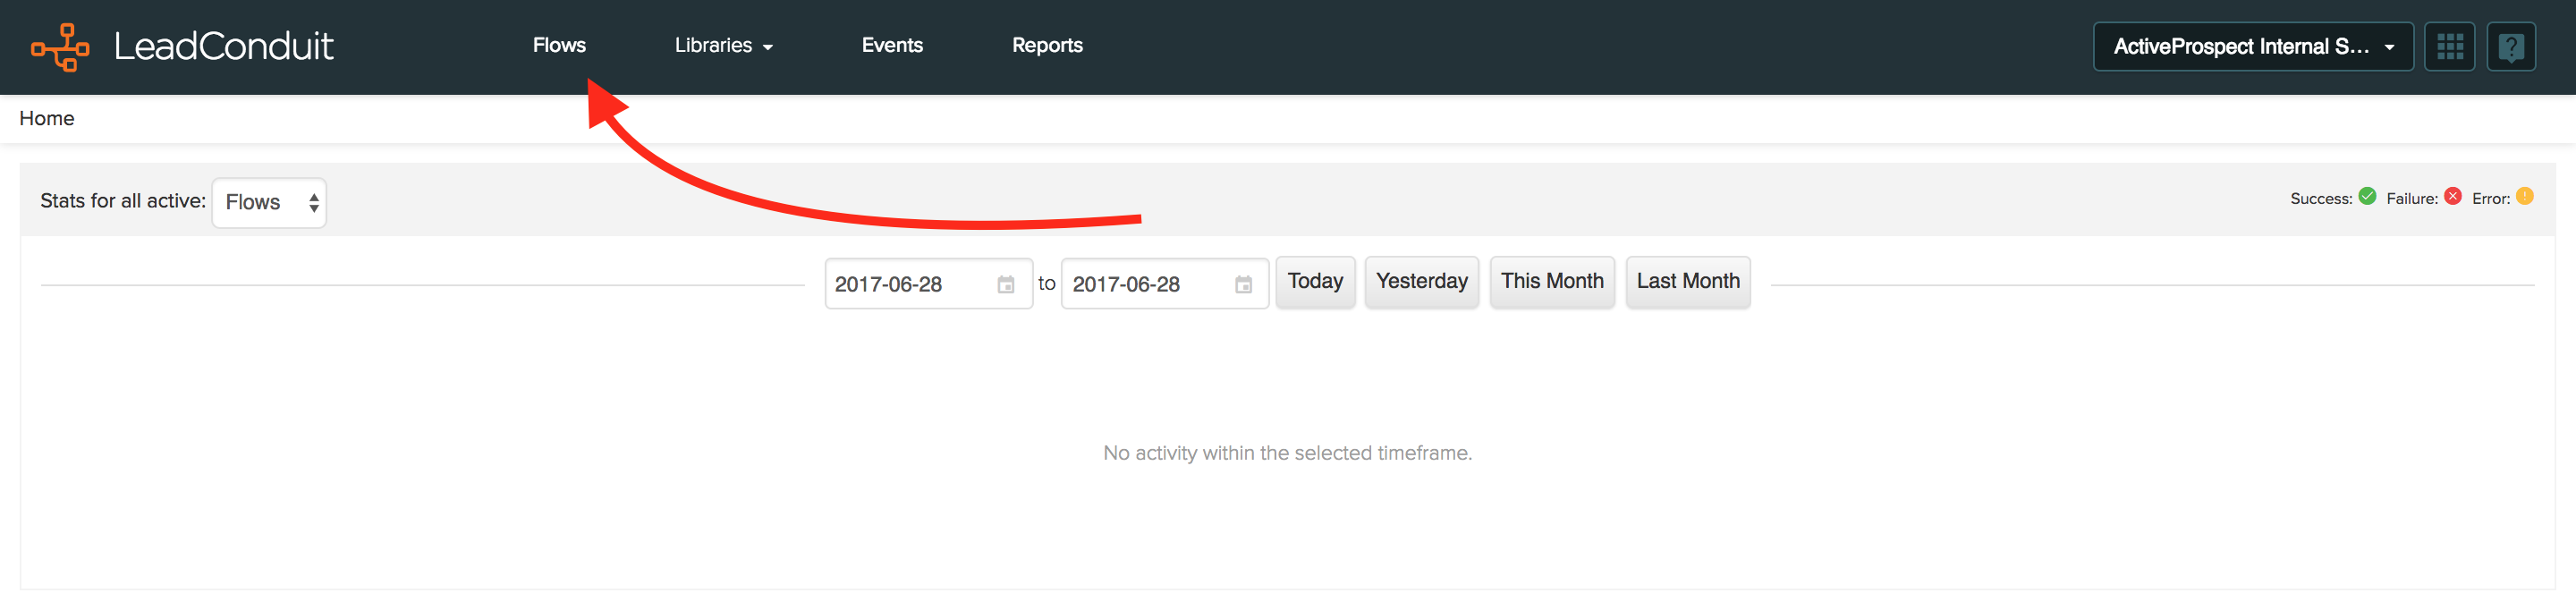 LeadConduit
Flows
Libraries
Events
Reports
ActiveProspect Internal S...
Home
Stats for all active: Flows
Success: Failure: Error:
2017-06-28 to 2017-06-28 Today Yesterday This Month Last Month
No activity within the selected timeframe.